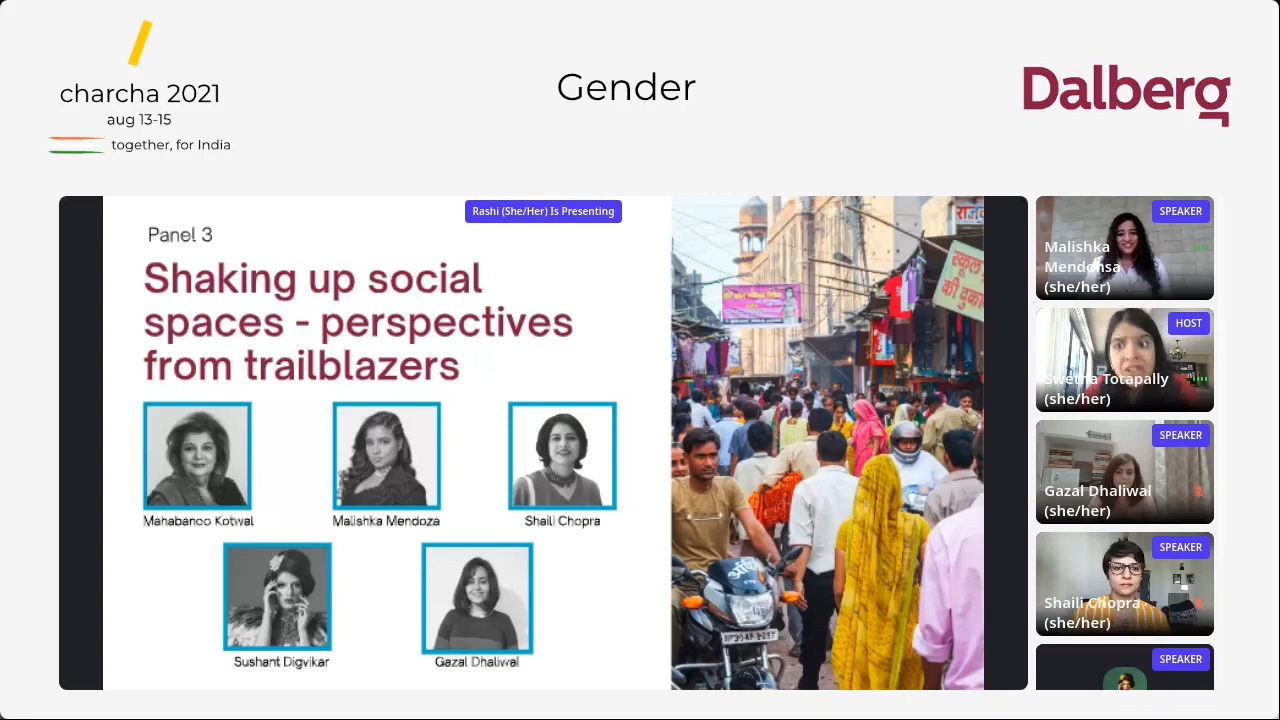 charcha 2021
aug 13-15
together, for India
Gender
Dalberg
Rashi (She/Her) Is Presenting
Panel 3
Shaking up social
spaces - perspectives
from trailblazers
Mahabanoo Kotwal
Malishka Mendoza
Shaili Chopra
Sushant Digvikar
Gazal Dhaliwal
स्कूल
की
SPEAKER
Malishka
Mendonsa
(she/her)
HOST
Swetha Totapally
(she/her)
SPEAKER
Gazal Dhaliwal
(she/her)
SPEAKER
Shaili Chopra
(she/her)
SPEAKER